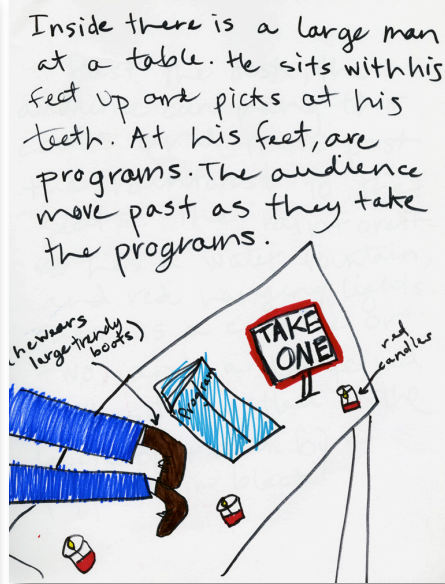 Inside there is a large man
at a table. He sits with his
feet up and picks at his
teeth. At his feet, are
programs. The audience
move past as they take
the programs.
(he wears
large trendy
boots)
Program
TAKE
ONE
red
candles